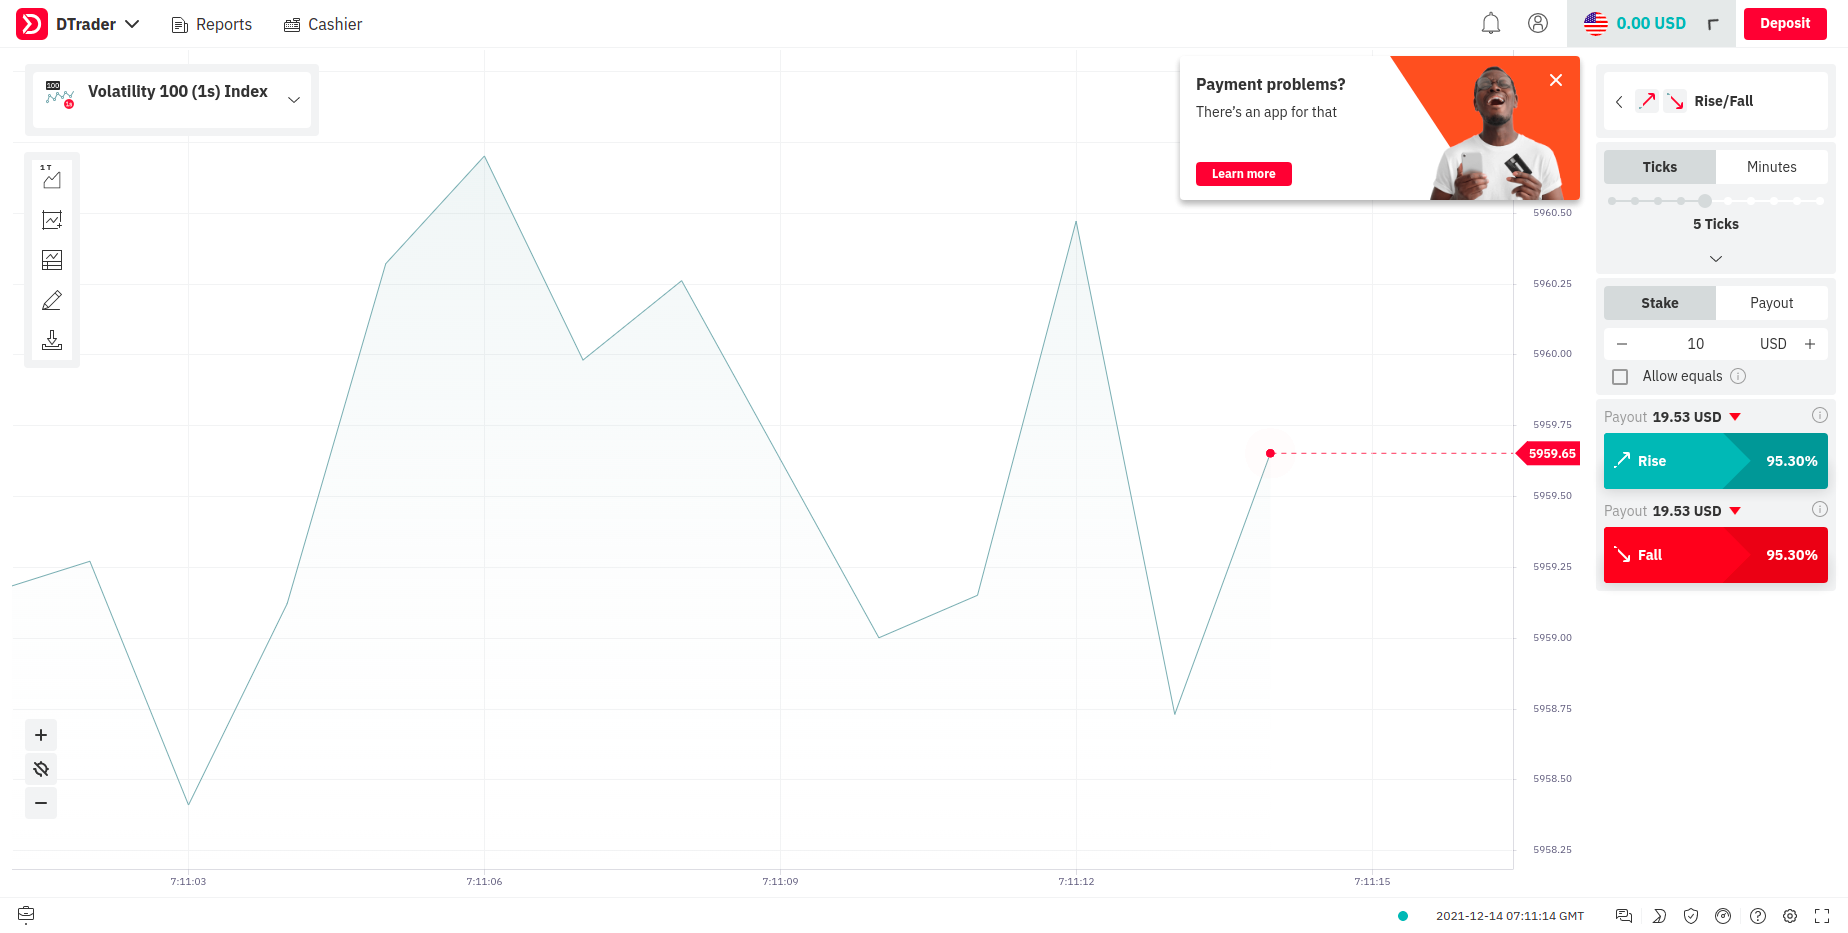 DTrader
Reports
Cashier
0.00 USD
Deposit
100
1s
Volatility 100 (1s) Index
1 T
Payment problems?
There's an app for that
Learn more
Rise/Fall
Ticks
Minutes
5 Ticks
Stake
Payout
10
USD
Allow equals
Payout 19.53 USD
Rise
95.30%
Payout 19.53 USD
Fall
95.30%
5960.50
5960.25
5960.00
5959.75
5959.65
5959.50
5959.25
5959.00
5958.75
5958.50
5958.25
7:11:03
7:11:06
7:11:09
7:11:12
7:11:15
2021-12-14 07:11:14 GMT